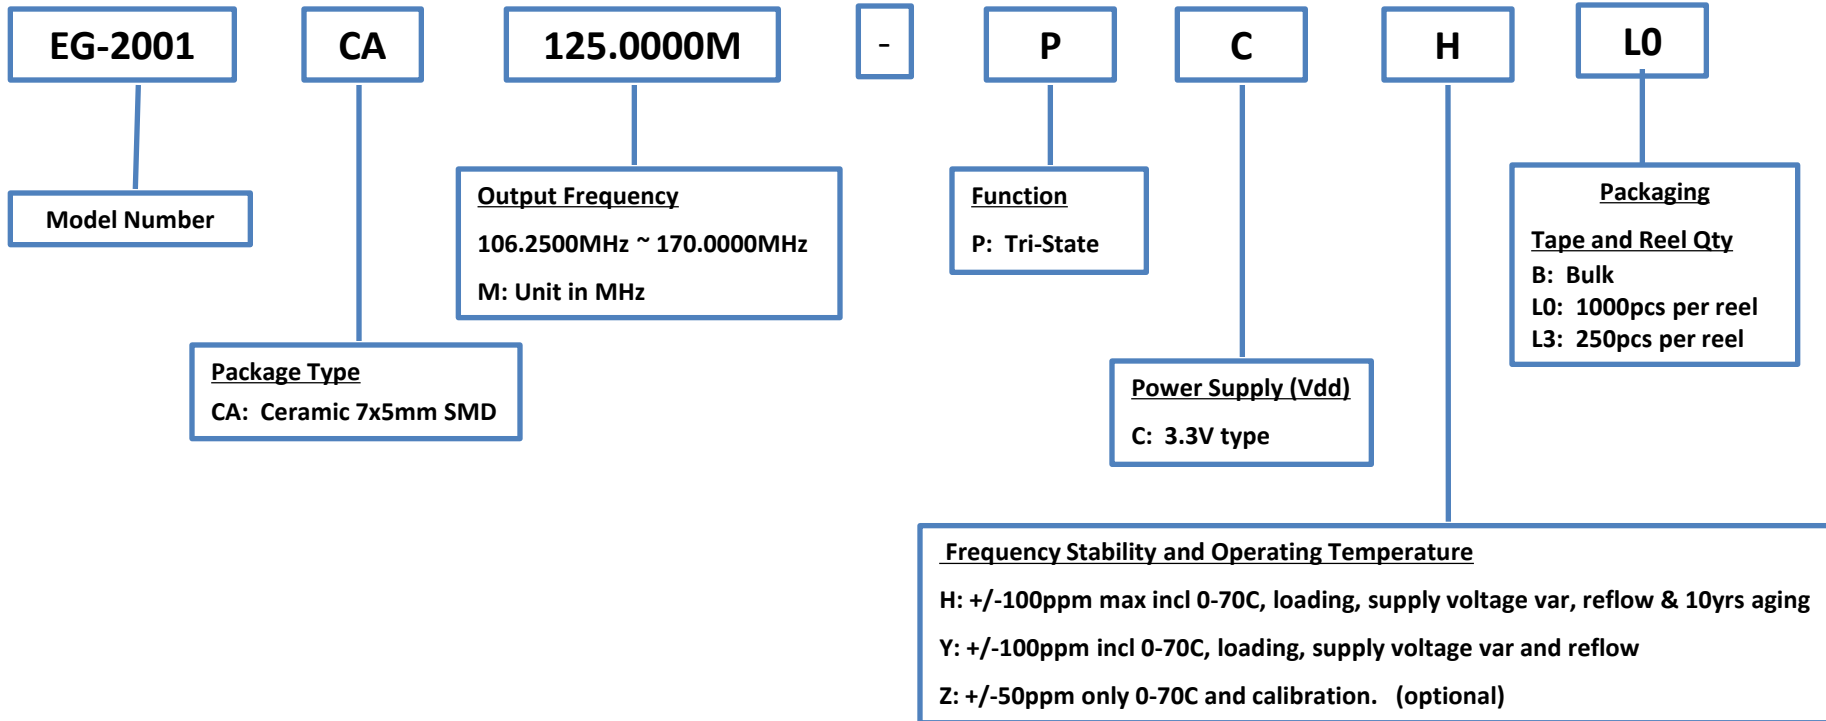 EG-2001
CA
125.0000M
-
P
C
H
L0
Model Number
Output Frequency
106.2500MHz ~ 170.0000MHz
M: Unit in MHz
Function
P: Tri-State
Packaging
Tape and Reel Qty
B: Bulk
L0: 1000pcs per reel
L3: 250pcs per reel
Package Type
CA: Ceramic 7x5mm SMD
Power Supply (Vdd)
C: 3.3V type
Frequency Stability and Operating Temperature
H: +/-100ppm max incl 0-70C, loading, supply voltage var, reflow & 10yrs aging
Y: +/-100ppm incl 0-70C, loading, supply voltage var and reflow
Z: +/-50ppm only 0-70C and calibration. (optional)